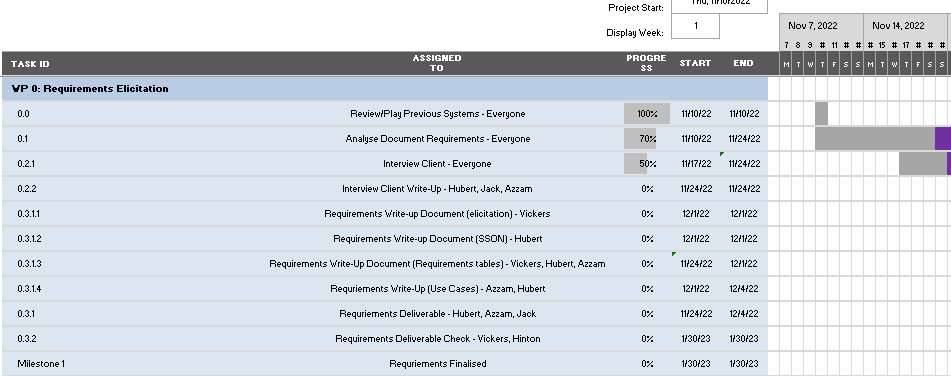 Project Start: Thu, 11/10/2022
Display Week: 1
Nov 7, 2022 Nov 14, 2022
7 8 9 # 11 # # # 15 # 17 # # #
TASK ID ASSIGNED TO PROGRESS START END M T W T F S S M T W T F S S
WP 0: Requirements Elicitation
0.0 Review/Play Previous Systems - Everyone 100% 11/10/22 11/10/22
0.1 Analyse Document Requirements - Everyone 70% 11/10/22 11/24/22
0.2.1 Interview Client - Everyone 50% 11/17/22 11/24/22
0.2.2 Interview Client Write-Up - Hubert, Jack, Azzam 0% 11/24/22 11/24/22
0.3.1.1 Requirements Write-up Document (elicitation) - Vickers 0% 12/1/22 12/1/22
0.3.1.2 Requirements Write-up Document (SSON) - Hubert 0% 12/1/22 12/1/22
0.3.1.3 Requirements Write-Up Document (Requirements tables) - Vickers, Hubert, Azzam 0% 11/24/22 12/1/22
0.3.1.4 Requriements Write-Up (Use Cases) - Azzam, Hubert 0% 12/1/22 12/4/22
0.3.1 Requriements Deliverable - Hubert, Azzam, Jack 0% 11/24/22 12/4/22
0.3.2 Requirements Deliverable Check - Vickers, Hinton 0% 1/30/23 1/30/23
Milestone 1 Requriements Finalised 0% 1/30/23 1/30/23